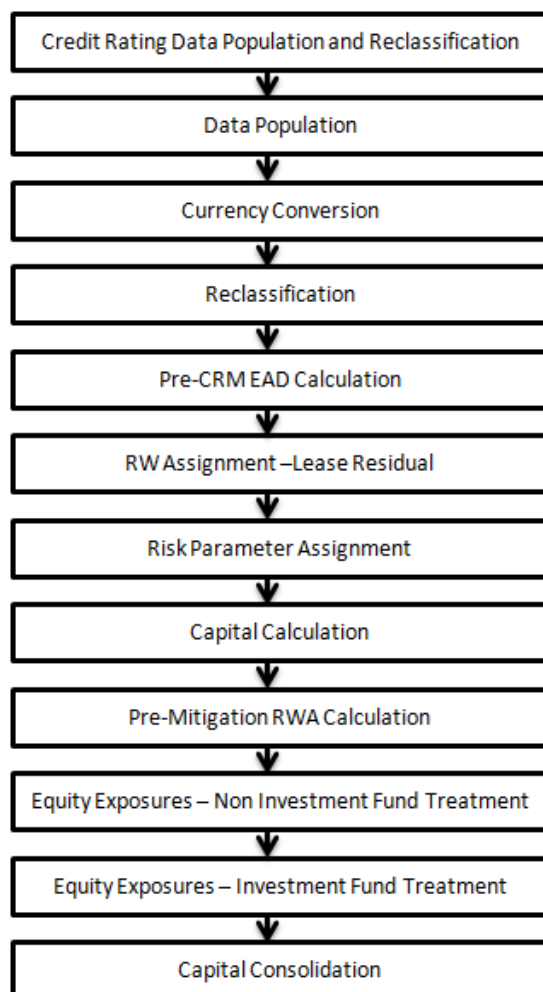 Credit Rating Data Population and Reclassification
Data Population
Currency Conversion
Reclassification
Pre-CRM EAD Calculation
RW Assignment –Lease Residual
Risk Parameter Assignment
Capital Calculation
Pre-Mitigation RWA Calculation
Equity Exposures – Non Investment Fund Treatment
Equity Exposures – Investment Fund Treatment
Capital Consolidation